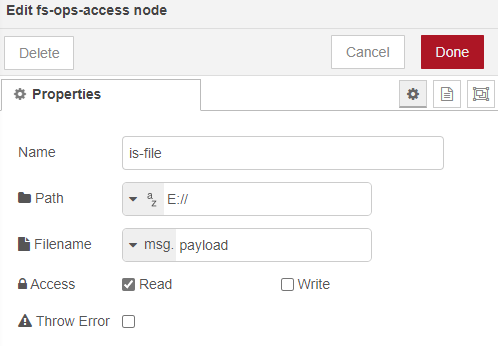 Edit fs-ops-access node
Delete
Cancel
Done
Properties
Name
is-file
Path
a
z
E://
Filename
msg. payload
Access
Read
Write
Throw Error